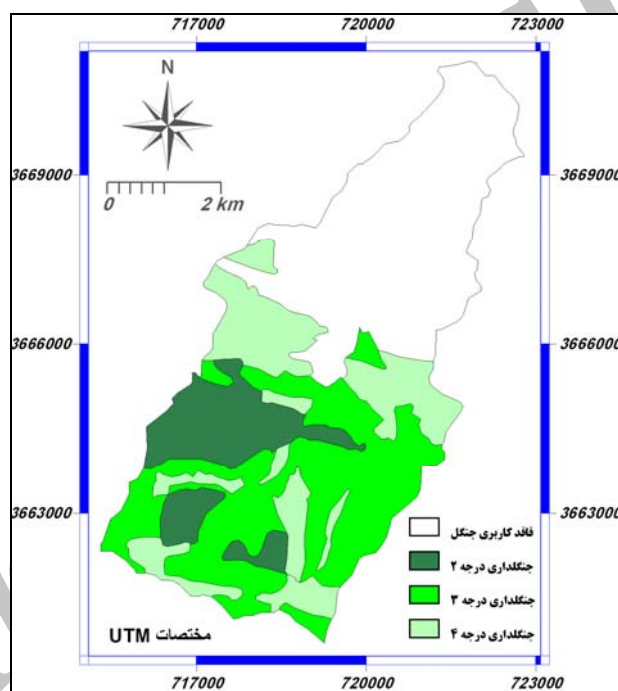 717000 720000 723000
N
3669000 3669000
0 2 km
3666000 3666000
3663000 3663000
فاقد کاربری جنگل
جنگلداری درجه ۲
جنگلداری درجه ۳
جنگلداری درجه ۴
مختصات UTM
717000 720000 723000